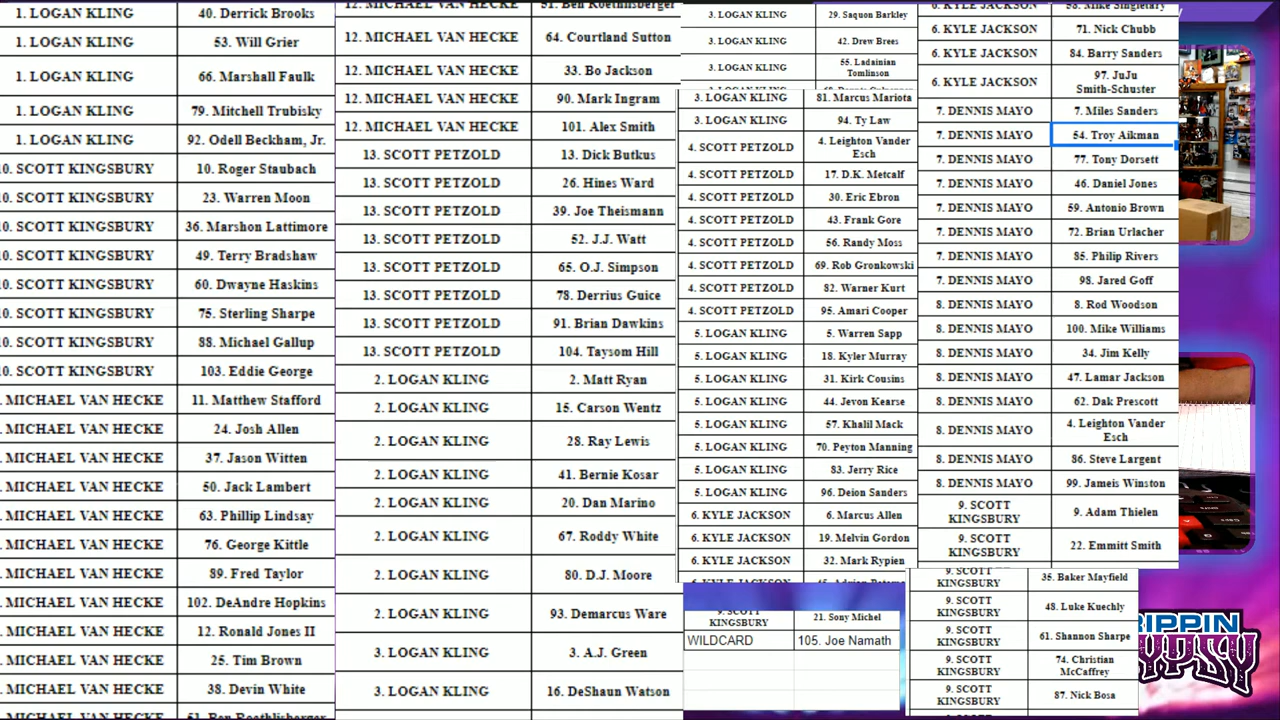 1. LOGAN KLING 40. Derrick Brooks
1. LOGAN KLING 53. Will Grier
1. LOGAN KLING 66. Marshall Faulk
1. LOGAN KLING 79. Mitchell Trubisky
1. LOGAN KLING 92. Odell Beckham, Jr.
10. SCOTT KINGSBURY 10. Roger Staubach
10. SCOTT KINGSBURY 23. Warren Moon
10. SCOTT KINGSBURY 36. Marshon Lattimore
10. SCOTT KINGSBURY 49. Terry Bradshaw
10. SCOTT KINGSBURY 60. Dwayne Haskins
10. SCOTT KINGSBURY 75. Sterling Sharpe
10. SCOTT KINGSBURY 88. Michael Gallup
10. SCOTT KINGSBURY 103. Eddie George
. MICHAEL VAN HECKE 11. Matthew Stafford
. MICHAEL VAN HECKE 24. Josh Allen
. MICHAEL VAN HECKE 37. Jason Witten
. MICHAEL VAN HECKE 50. Jack Lambert
. MICHAEL VAN HECKE 63. Phillip Lindsay
. MICHAEL VAN HECKE 76. George Kittle
. MICHAEL VAN HECKE 89. Fred Taylor
. MICHAEL VAN HECKE 102. DeAndre Hopkins
. MICHAEL VAN HECKE 12. Ronald Jones II
. MICHAEL VAN HECKE 25. Tim Brown
. MICHAEL VAN HECKE 38. Devin White
. MICHAEL VAN HECKE 51. Ben Roethlisberger
12. MICHAEL VAN HECKE 51. Ben Roethlisberger
12. MICHAEL VAN HECKE 64. Courtland Sutton
12. MICHAEL VAN HECKE 33. Bo Jackson
12. MICHAEL VAN HECKE 90. Mark Ingram
12. MICHAEL VAN HECKE 101. Alex Smith
13. SCOTT PETZOLD 13. Dick Butkus
13. SCOTT PETZOLD 26. Hines Ward
13. SCOTT PETZOLD 39. Joe Theismann
13. SCOTT PETZOLD 52. J.J. Watt
13. SCOTT PETZOLD 65. O.J. Simpson
13. SCOTT PETZOLD 78. Derrius Guice
13. SCOTT PETZOLD 91. Brian Dawkins
13. SCOTT PETZOLD 104. Taysom Hill
2. LOGAN KLING 2. Matt Ryan
2. LOGAN KLING 15. Carson Wentz
2. LOGAN KLING 28. Ray Lewis
2. LOGAN KLING 41. Bernie Kosar
2. LOGAN KLING 20. Dan Marino
2. LOGAN KLING 67. Roddy White
2. LOGAN KLING 80. D.J. Moore
2. LOGAN KLING 93. Demarcus Ware
3. LOGAN KLING 3. A.J. Green
3. LOGAN KLING 16. DeShaun Watson
3. LOGAN KLING 29. Saquon Barkley
3. LOGAN KLING 42. Drew Brees
3. LOGAN KLING 55. Ladainian
Tomlinson
3. LOGAN KLING 81. Marcus Mariota
3. LOGAN KLING 94. Ty Law
4. SCOTT PETZOLD 4. Leighton Vander
Esch
4. SCOTT PETZOLD 17. D.K. Metcalf
4. SCOTT PETZOLD 30. Eric Ebron
4. SCOTT PETZOLD 43. Frank Gore
4. SCOTT PETZOLD 56. Randy Moss
4. SCOTT PETZOLD 69. Rob Gronkowski
4. SCOTT PETZOLD 82. Warner Kurt
4. SCOTT PETZOLD 95. Amari Cooper
5. LOGAN KLING 5. Warren Sapp
5. LOGAN KLING 18. Kyler Murray
5. LOGAN KLING 31. Kirk Cousins
5. LOGAN KLING 44. Jevon Kearse
5. LOGAN KLING 57. Khalil Mack
5. LOGAN KLING 70. Peyton Manning
5. LOGAN KLING 83. Jerry Rice
5. LOGAN KLING 96. Deion Sanders
6. KYLE JACKSON 6. Marcus Allen
6. KYLE JACKSON 19. Melvin Gordon
6. KYLE JACKSON 32. Mark Rypien
6. KYLE JACKSON
6. KYLE JACKSON 58. Mike Singletary
6. KYLE JACKSON 71. Nick Chubb
6. KYLE JACKSON 84. Barry Sanders
6. KYLE JACKSON 97. JuJu
Smith-Schuster
7. DENNIS MAYO 7. Miles Sanders
7. DENNIS MAYO 54. Troy Aikman
7. DENNIS MAYO 77. Tony Dorsett
7. DENNIS MAYO 46. Daniel Jones
7. DENNIS MAYO 59. Antonio Brown
7. DENNIS MAYO 72. Brian Urlacher
7. DENNIS MAYO 85. Philip Rivers
7. DENNIS MAYO 98. Jared Goff
8. DENNIS MAYO 8. Rod Woodson
8. DENNIS MAYO 100. Mike Williams
8. DENNIS MAYO 34. Jim Kelly
8. DENNIS MAYO 47. Lamar Jackson
8. DENNIS MAYO 62. Dak Prescott
8. DENNIS MAYO 4. Leighton Vander
Esch
8. DENNIS MAYO 86. Steve Largent
8. DENNIS MAYO 99. Jameis Winston
9. SCOTT
KINGSBURY 9. Adam Thielen
9. SCOTT
KINGSBURY 22. Emmitt Smith
9. SCOTT
KINGSBURY 35. Baker Mayfield
9. SCOTT
KINGSBURY 48. Luke Kuechly
9. SCOTT
KINGSBURY 61. Shannon Sharpe
9. SCOTT
KINGSBURY 74. Christian
McCaffrey
9. SCOTT
KINGSBURY 87. Nick Bosa
9. SCOTT
KINGSBURY 21. Sony Michel
WILDCARD 105. Joe Namath
RIPPIN
GYPSY